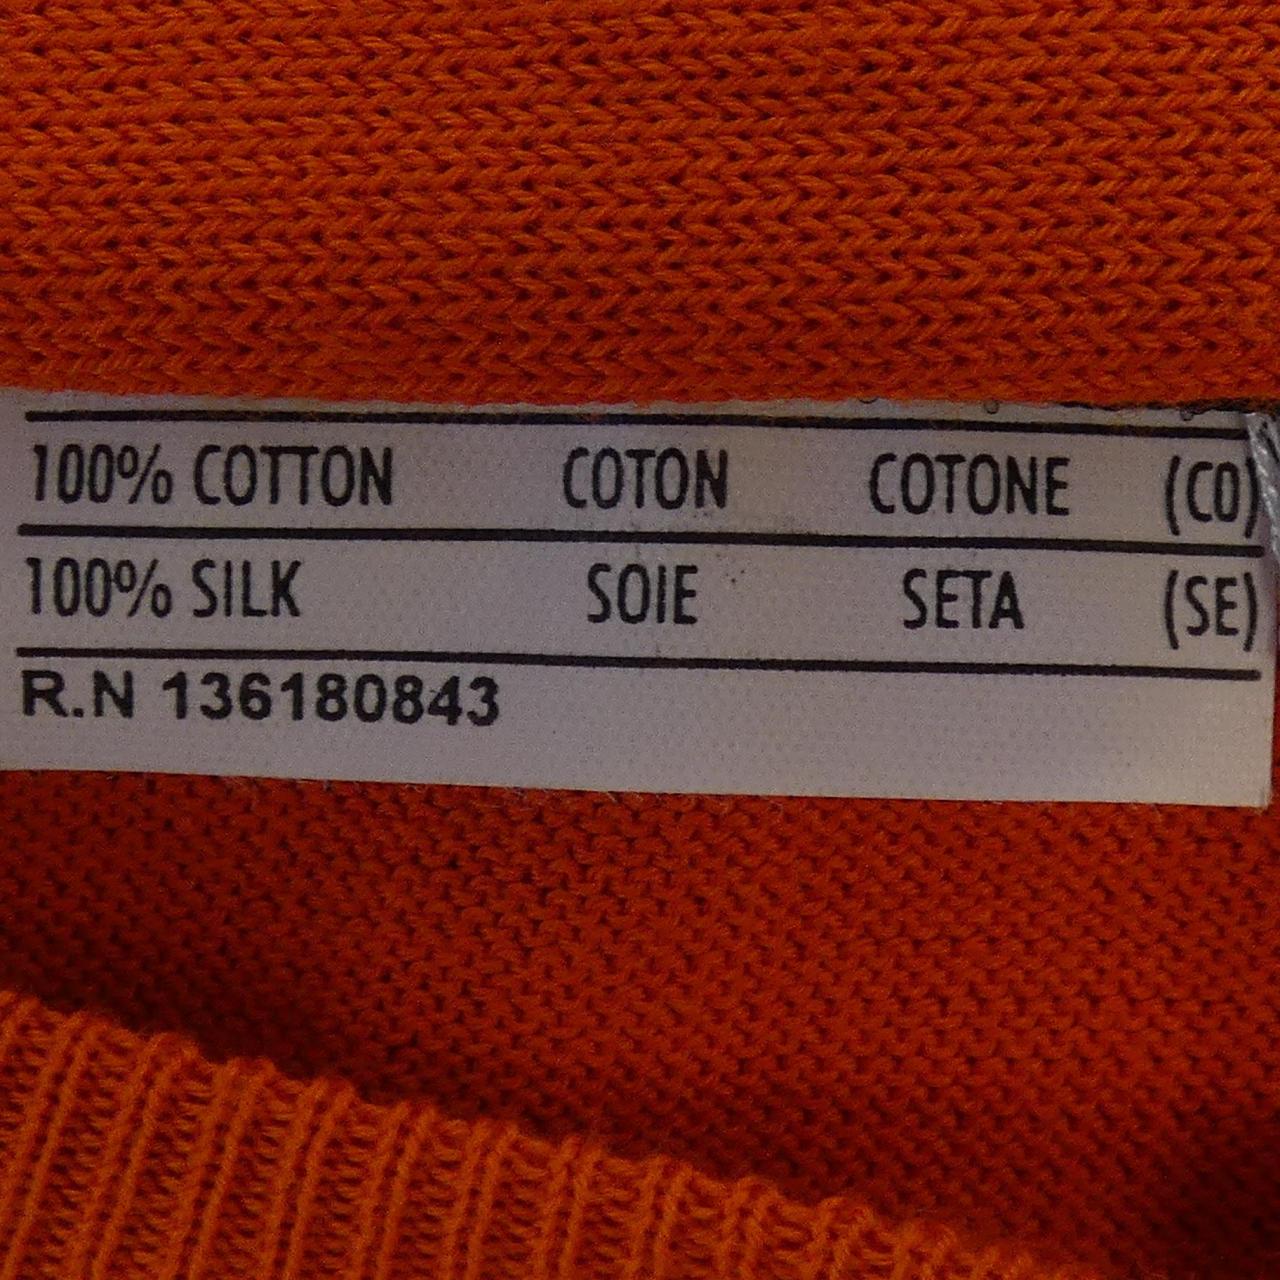 100% COTTON COTON COTONE (CO)
100% SILK SOIE SETA (SE)
R.N 136180843